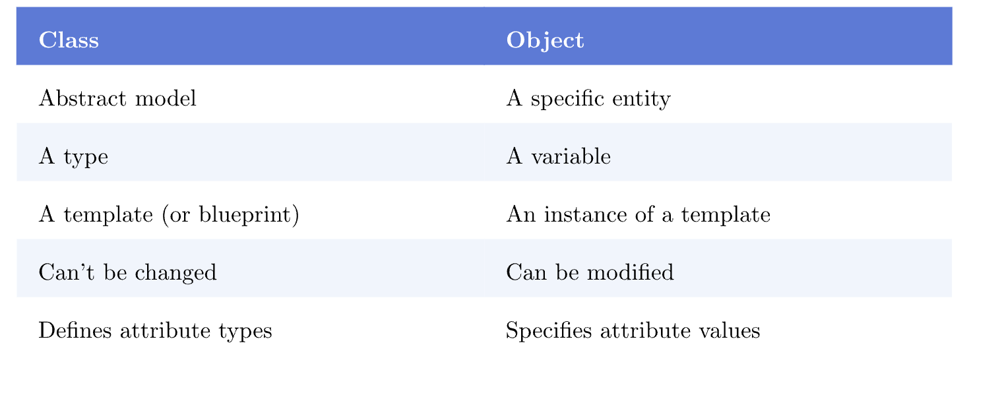 Class Object
Abstract model A specific entity
A type A variable
A template (or blueprint) An instance of a template
Can't be changed Can be modified
Defines attribute types Specifies attribute values